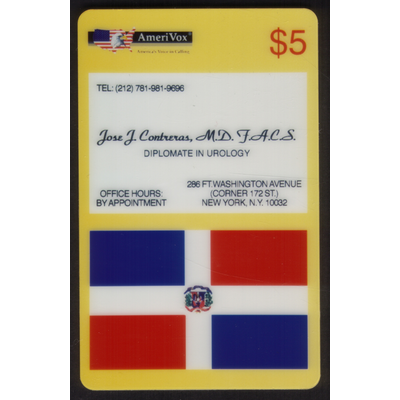 AmeriVox
America's Voice in Calling
$5
TEL: (212) 781-981-9696
Jose J. Contreras, M.D. F.A.C.S.
DIPLOMATE IN UROLOGY
OFFICE HOURS:
BY APPOINTMENT
286 FT.WASHINGTON AVENUE
(CORNER 172 ST.)
NEW YORK, N.Y. 10032